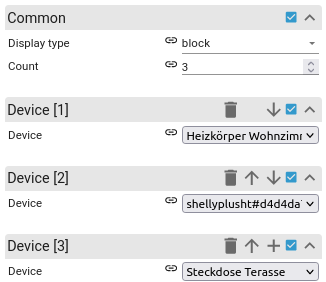 Common
Display type block
Count 3
Device [1]
Device Heizkörper Wohnzim
Device [2]
Device shellyplusht#d4d4da
Device [3]
Device Steckdose Terasse